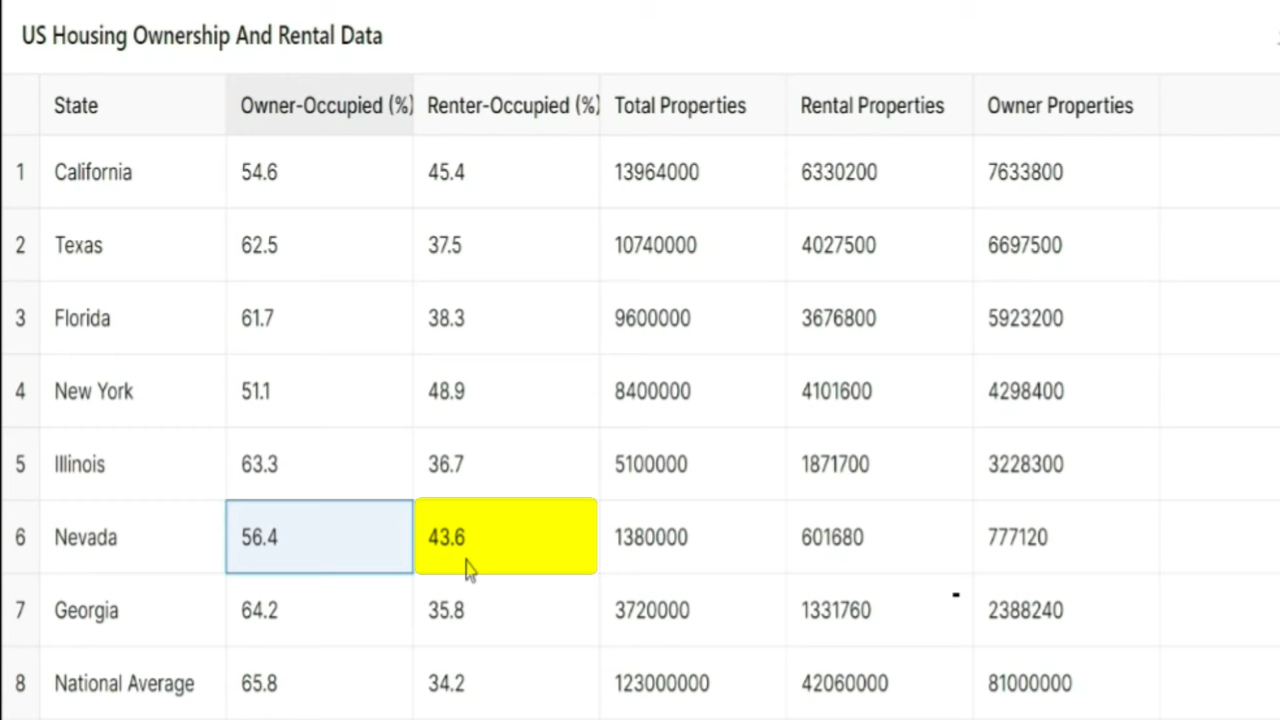 US Housing Ownership And Rental Data
State Owner-Occupied (%) Renter-Occupied (%) Total Properties Rental Properties Owner Properties
1 California 54.6 45.4 13964000 6330200 7633800
2 Texas 62.5 37.5 10740000 4027500 6697500
3 Florida 61.7 38.3 9600000 3676800 5923200
4 New York 51.1 48.9 8400000 4101600 4298400
5 Illinois 63.3 36.7 5100000 1871700 3228300
6 Nevada 56.4 43.6 1380000 601680 777120
7 Georgia 64.2 35.8 3720000 1331760 2388240
8 National Average 65.8 34.2 123000000 42060000 81000000